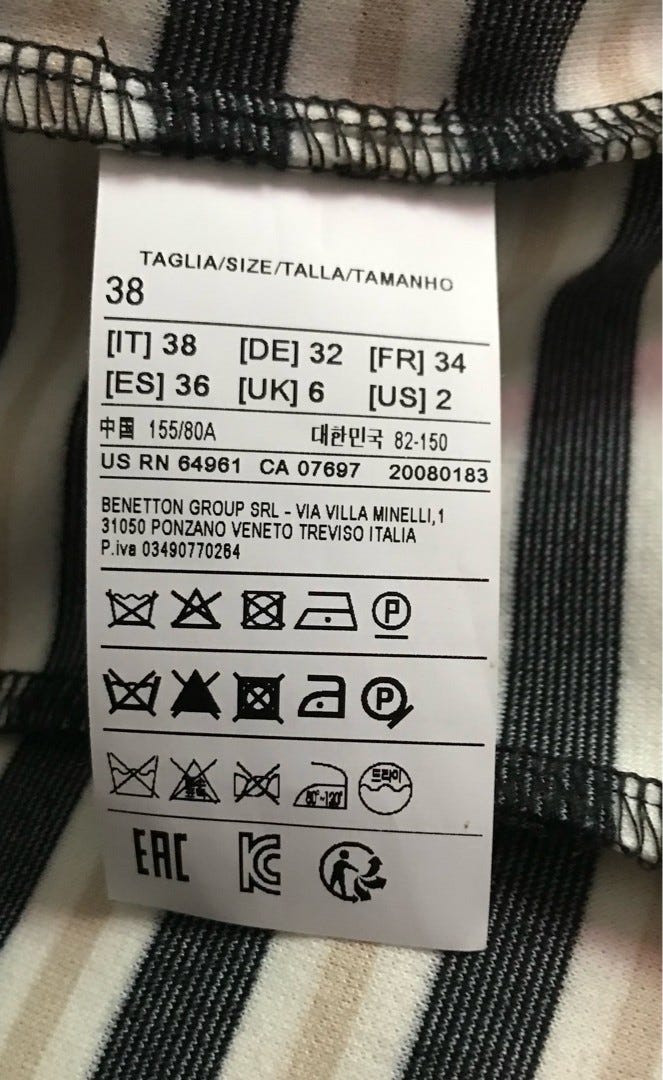 TAGLIA/SIZE/TALLA/TAMANHO
38
[IT] 38 [DE] 32 [FR] 34
[ES] 36 [UK] 6 [US] 2
中国 155/80A 대한민국 82-150
US RN 64961 CA 07697 20080183
BENETTON GROUP SRL - VIA VILLA MINELLI,1
31050 PONZANO VENETO TREVISO ITALIA
P.iva 03490770264
P
P
드라이
80°~120°
EAC KC